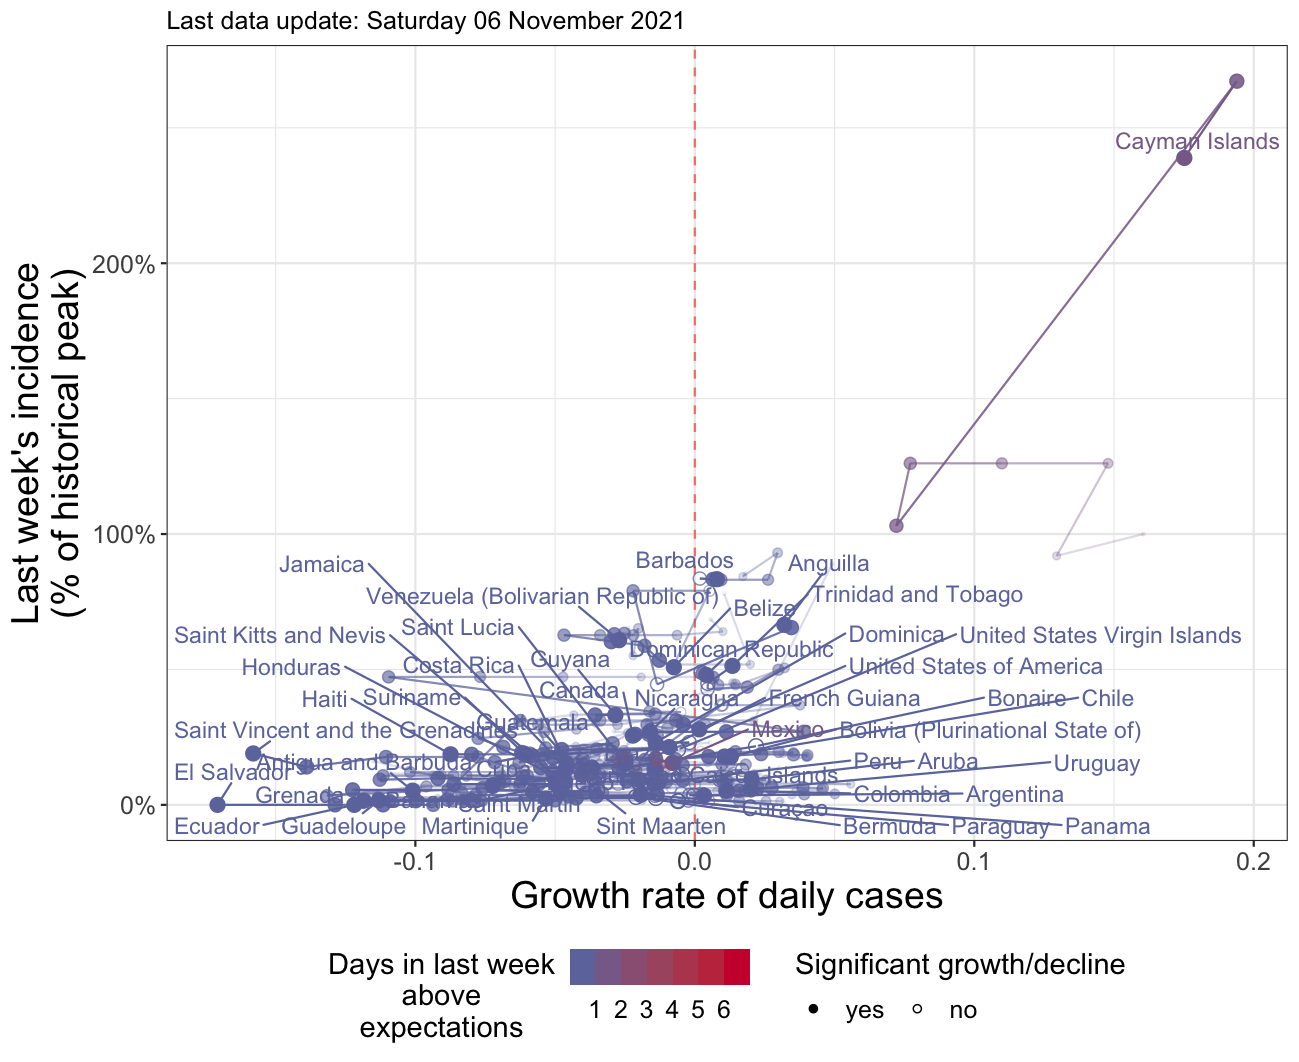 Last data update: Saturday 06 November 2021
Last week's incidence
(% of historical peak)
200%
100%
0%
Cayman Islands
Jamaica
Barbados
Anguilla
Venezuela (Bolivarian Republic of)
Belize
Trinidad and Tobago
Saint Kitts and Nevis
Saint Lucia
Dominican Republic
Dominica
United States Virgin Islands
Honduras
Costa Rica
Guyana
United States of America
Haiti
Suriname
Canada
Nicaragua
French Guiana
Bonaire
Chile
Saint Vincent and the Grenadines
Guatemala
Mexico
Bolivia (Plurinational State of)
El Salvador
Antigua and Barbuda
Cuba
Islands
Peru
Aruba
Uruguay
Grenada
Saint Martin
Curaçao
Colombia
Argentina
Ecuador
Guadeloupe
Martinique
Sint Maarten
Bermuda
Paraguay
Panama
-0.1
0.0
0.1
0.2
Growth rate of daily cases
Days in last week
above
expectations
1 2 3 4 5 6
Significant growth/decline
yes
no